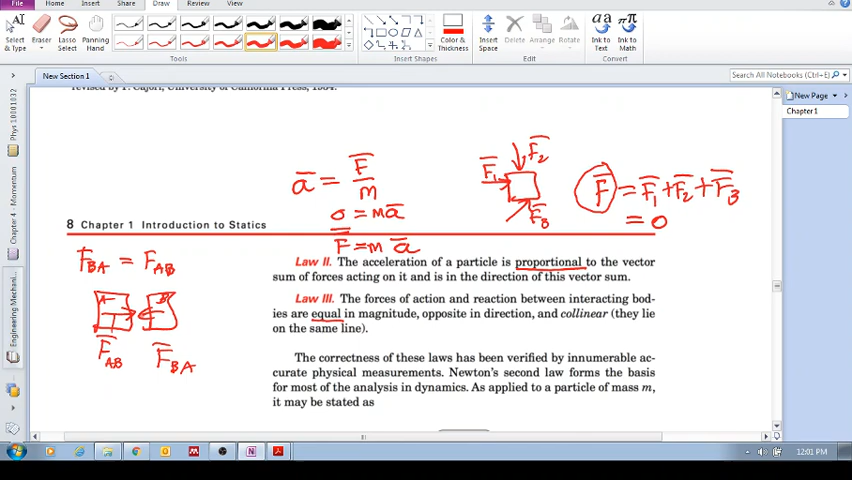 File
Home
Insert
Share
Draw
History
Review
View
Select & Type
Eraser
Lasso Select
Panning Hand
Color & Thickness
Insert Space
Delete
Arrange
Rotate
Ink to Text
Ink to Math
Tools
Insert Shapes
Edit
Convert
New Section 1
Search All Notebooks (Ctrl+E)
New Page
Chapter 1
Phys 10001032
Momentam
Engineering Mechani
revised by F. Cajori, University of California Press, 1934.
a = F/m
0 = ma
F = m a
F1
F2
F3
F = F1 + F2 + F3
= 0
8 Chapter 1 Introduction to Statics
FBA = FAB
A
B
FAB
FBA
Law II. The acceleration of a particle is proportional to the vector
sum of forces acting on it and is in the direction of this vector sum.
Law III. The forces of action and reaction between interacting bod-
ies are equal in magnitude, opposite in direction, and collinear (they lie
on the same line).
The correctness of these laws has been verified by innumerable ac-
curate physical measurements. Newton's second law forms the basis
for most of the analysis in dynamics. As applied to a particle of mass m,
it may be stated as
12:01 PM